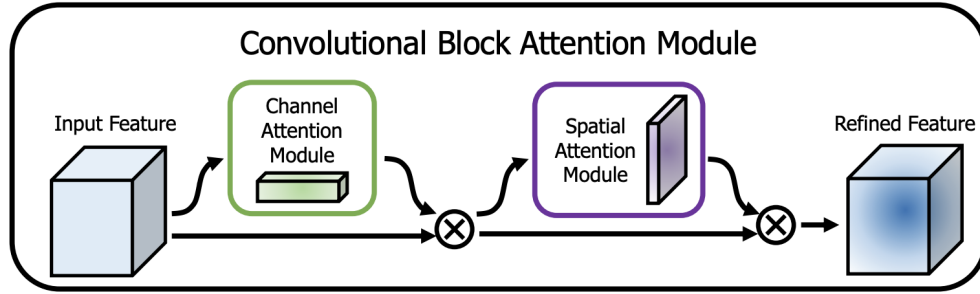 Convolutional Block Attention Module
Input Feature
Channel
Attention
Module
Spatial
Attention
Module
Refined Feature